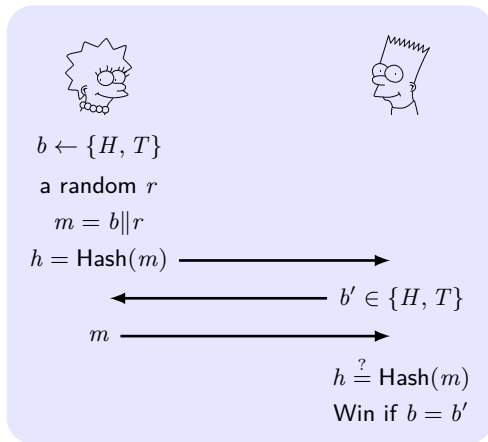 b ← {H, T}
a random r
m = b∥r
h = Hash(m)
b′ ∈ {H, T}
m
h ≟ Hash(m)
Win if b = b′